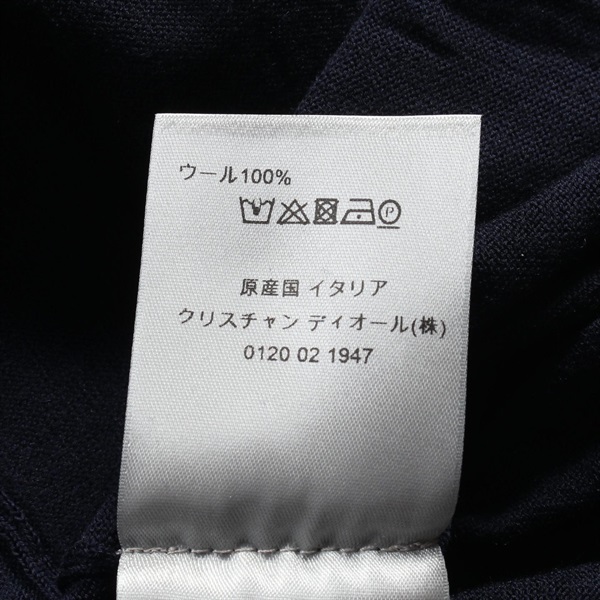 ウール100%
P
原産国 イタリア
クリスチャン ディオール(株)
0120 02 1947